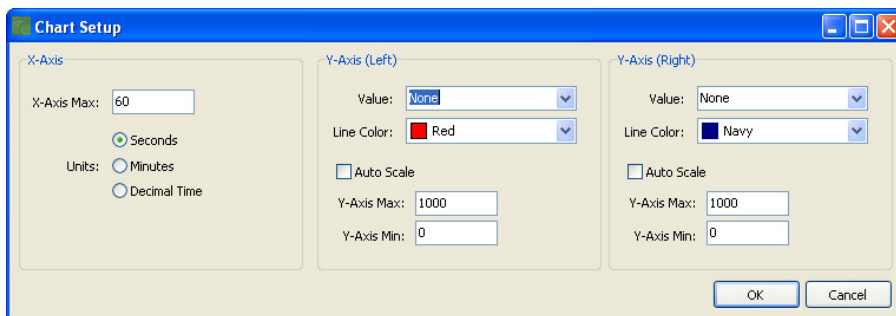 Chart Setup
X-Axis
X-Axis Max: 60
Units:
Seconds
Minutes
Decimal Time
Y-Axis (Left)
Value: None
Line Color: Red
Auto Scale
Y-Axis Max: 1000
Y-Axis Min: 0
Y-Axis (Right)
Value: None
Line Color: Navy
Auto Scale
Y-Axis Max: 1000
Y-Axis Min: 0
OK Cancel